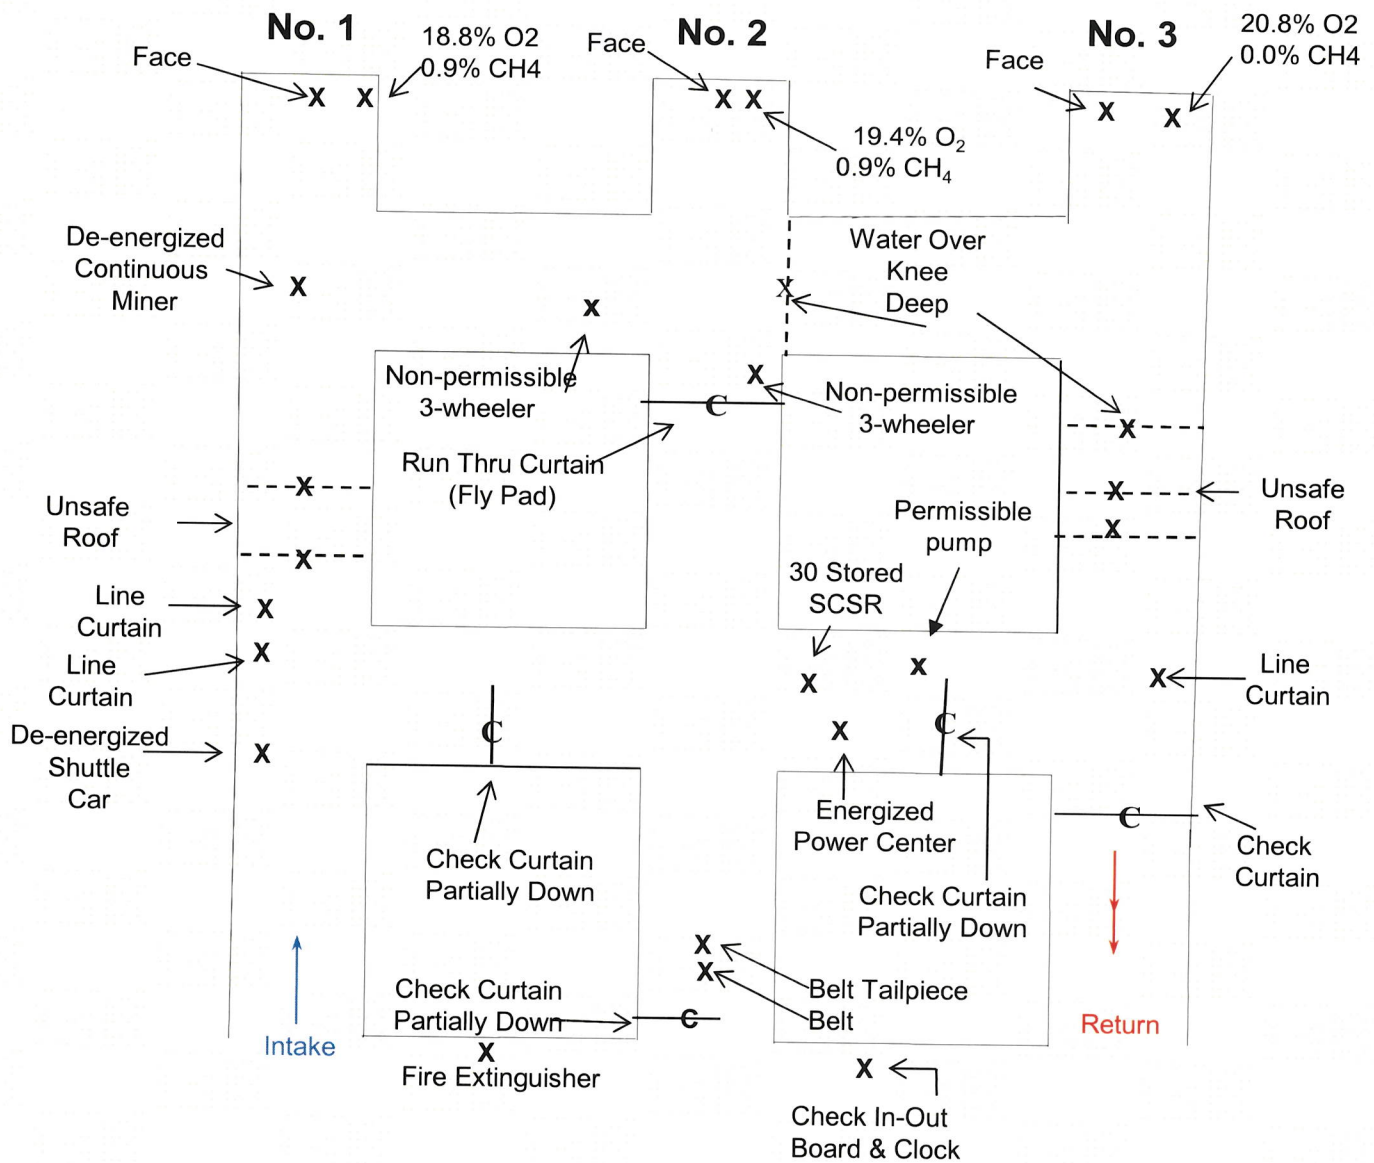 No. 1
No. 2
No. 3
Face
18.8% O2
0.9% CH4
Face
19.4% O₂
0.9% CH₄
Face
20.8% O2
0.0% CH4
X X
X X
X X
De-energized
Continuous
Miner
X
X
Water Over
Knee
Deep
X
Non-permissible
3-wheeler
X
C
Non-permissible
3-wheeler
X
Run Thru Curtain
(Fly Pad)
Unsafe
Roof
X
X
Permissible
pump
X
X
Unsafe
Roof
Line
Curtain
X
Line
Curtain
X
30 Stored
SCSR
X
X
X
Line
Curtain
De-energized
Shuttle
Car
X
C
X
C
Energized
Power Center
C
Check
Curtain
Check Curtain
Partially Down
Check Curtain
Partially Down
X
X
Belt Tailpiece
Belt
Check Curtain
Partially Down
C
Intake
Return
X
Fire Extinguisher
X
Check In-Out
Board & Clock